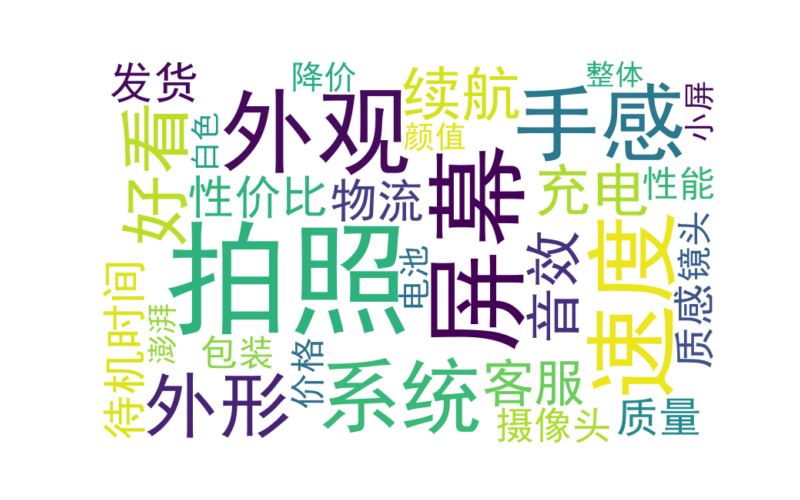 发货
降价
续航
整体
小屏
外观
颜值
手感
好看
白色
性价比
物流
屏幕
充电
性能
拍照
电池
音效
速度
镜头
质感
待机时间
澎湃
包装
价格
外形
系统
客服
摄像头
质量